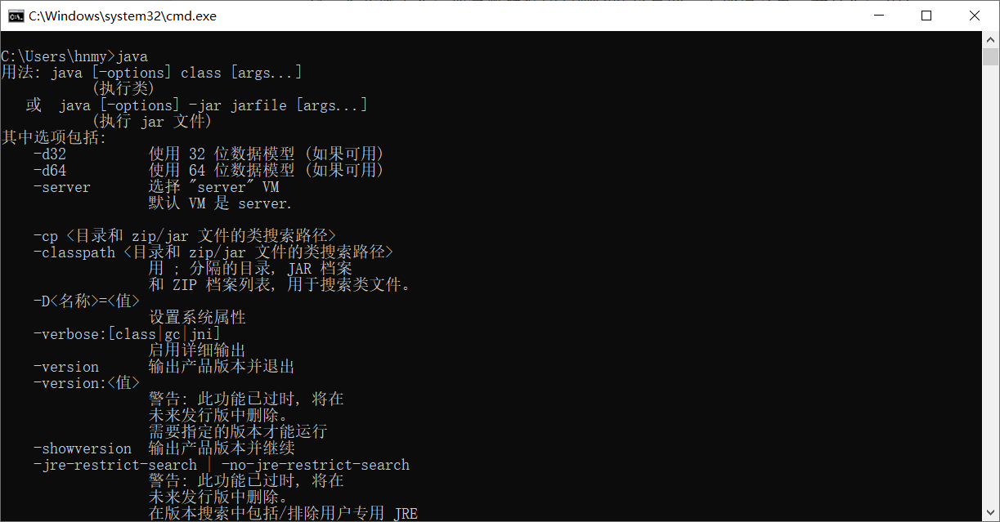 C:\Windows\system32\cmd.exe
C:\Users\hnmy>java
用法: java [-options] class [args...]
(执行类)
或  java [-options] -jar jarfile [args...]
(执行 jar 文件)
其中选项包括:
-d32 使用 32 位数据模型 (如果可用)
-d64 使用 64 位数据模型 (如果可用)
-server 选择 "server" VM
默认 VM 是 server.
-cp <目录和 zip/jar 文件的类搜索路径>
-classpath <目录和 zip/jar 文件的类搜索路径>
用 ; 分隔的目录, JAR 档案
和 ZIP 档案列表, 用于搜索类文件。
-D<名称>=<值>
设置系统属性
-verbose:[class|gc|jni]
启用详细输出
-version 输出产品版本并退出
-version:<值>
警告: 此功能已过时, 将在
未来发行版中删除。
需要指定的版本才能运行
-showversion 输出产品版本并继续
-jre-restrict-search | -no-jre-restrict-search
警告: 此功能已过时, 将在
未来发行版中删除。
在版本搜索中包括/排除用户专用 JRE